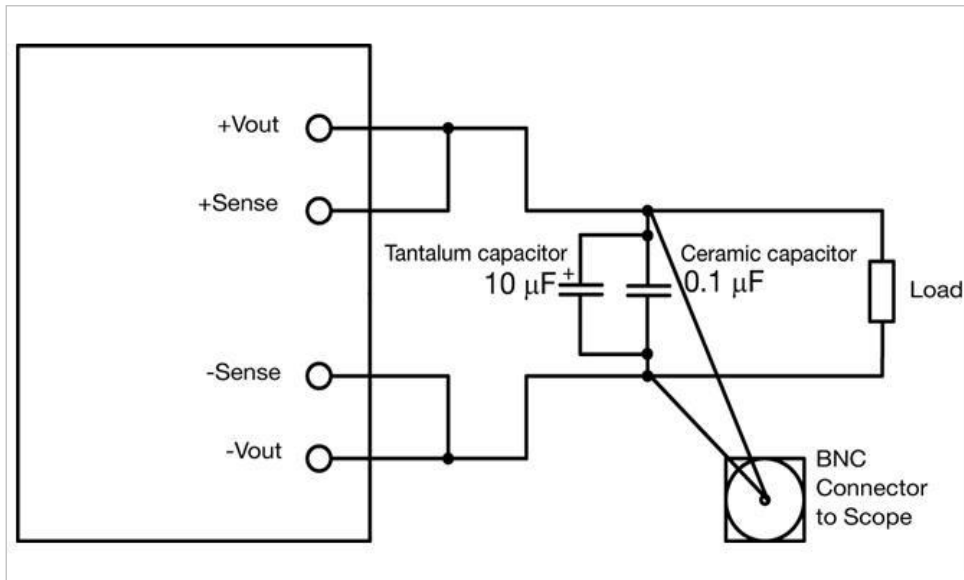 +Vout
+Sense
Tantalum capacitor
10 μF
+
Ceramic capacitor
0.1 μF
Load
-Sense
-Vout
BNC
Connector
to Scope